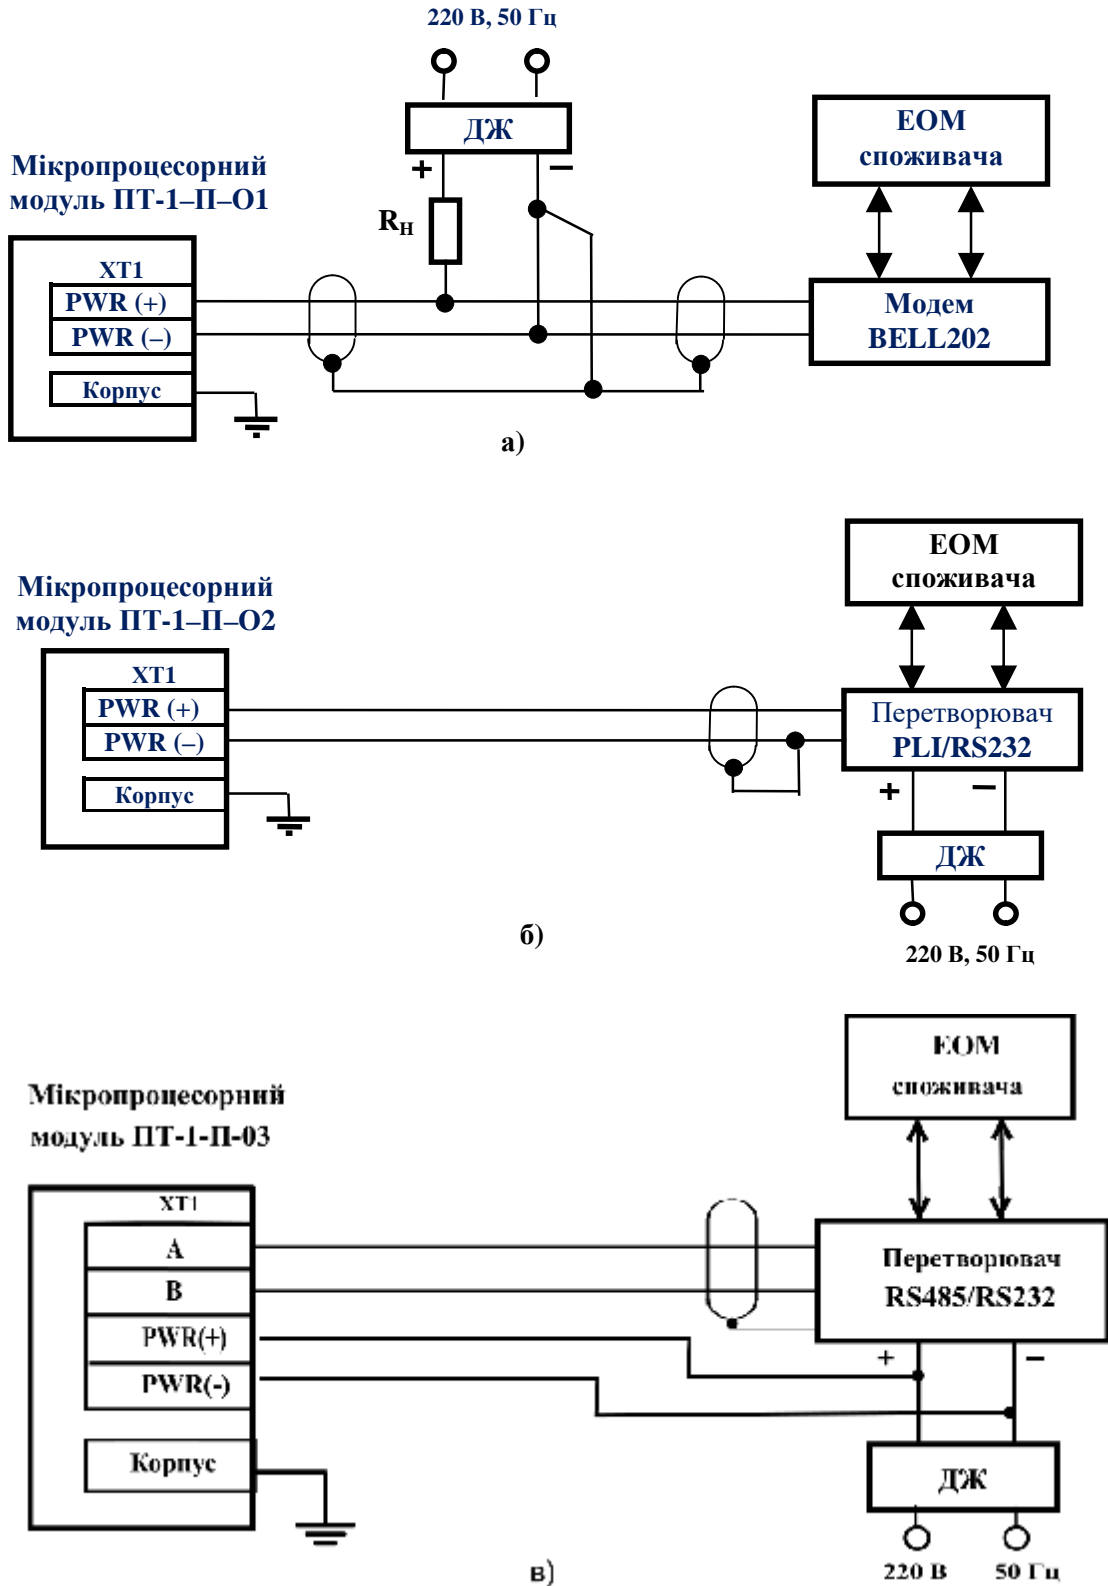 220 В, 50 Гц
ДЖ
+ –
R_Н
ЕОМ
споживача
Мікропроцесорний
модуль ПТ-1–П–О1
ХТ1
PWR (+)
PWR (–)
Корпус
Модем
BELL202
а)
ЕОМ
споживача
Мікропроцесорний
модуль ПТ-1–П–О2
ХТ1
PWR (+)
PWR (–)
Корпус
Перетворювач
PLI/RS232
+ –
ДЖ
220 В, 50 Гц
б)
ЕОМ
споживача
Мікропроцесорний
модуль ПТ-1-П-03
ХТ1
А
В
PWR(+)
PWR(-)
Корпус
Перетворювач
RS485/RS232
+ –
ДЖ
220 В 50 Гц
в)